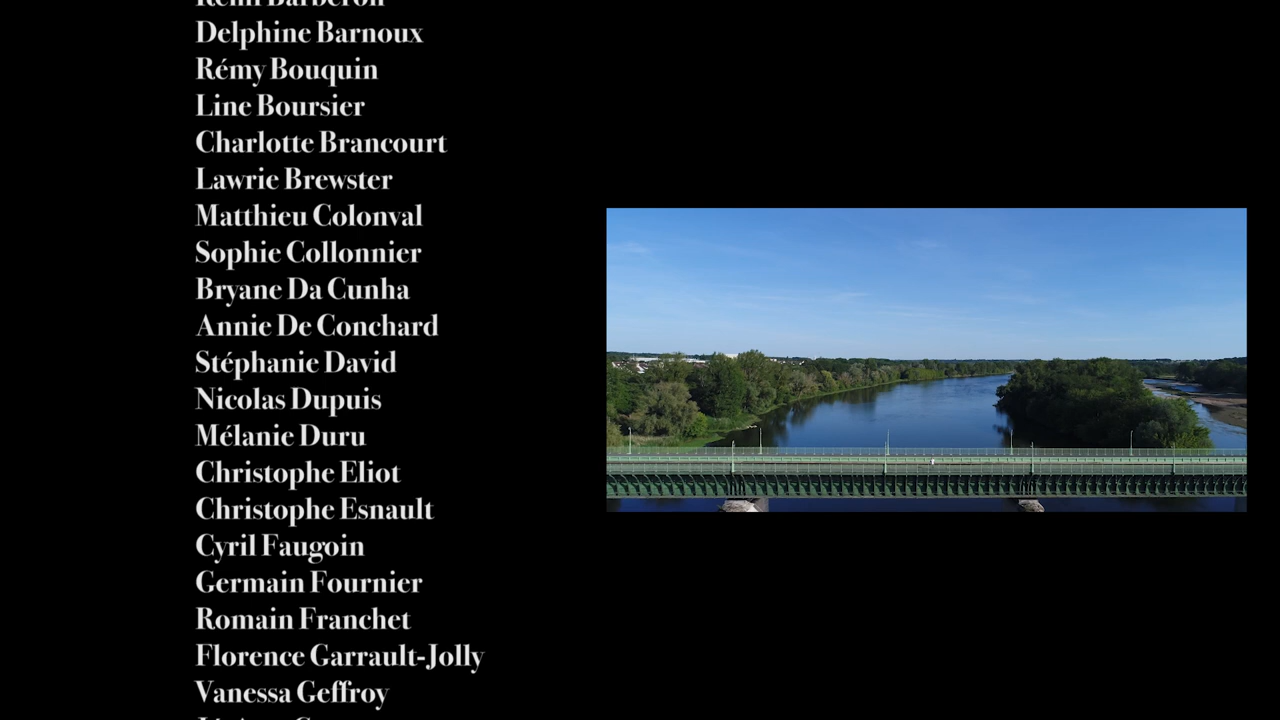 Delphine Barnoux
Rémy Bouquin
Line Boursier
Charlotte Brancourt
Lawrie Brewster
Matthieu Colonval
Sophie Collonnier
Bryane Da Cunha
Annie De Conchard
Stéphanie David
Nicolas Dupuis
Mélanie Duru
Christophe Eliot
Christophe Esnault
Cyril Faugoin
Germain Fournier
Romain Franchet
Florence Garrault-Jolly
Vanessa Geffroy